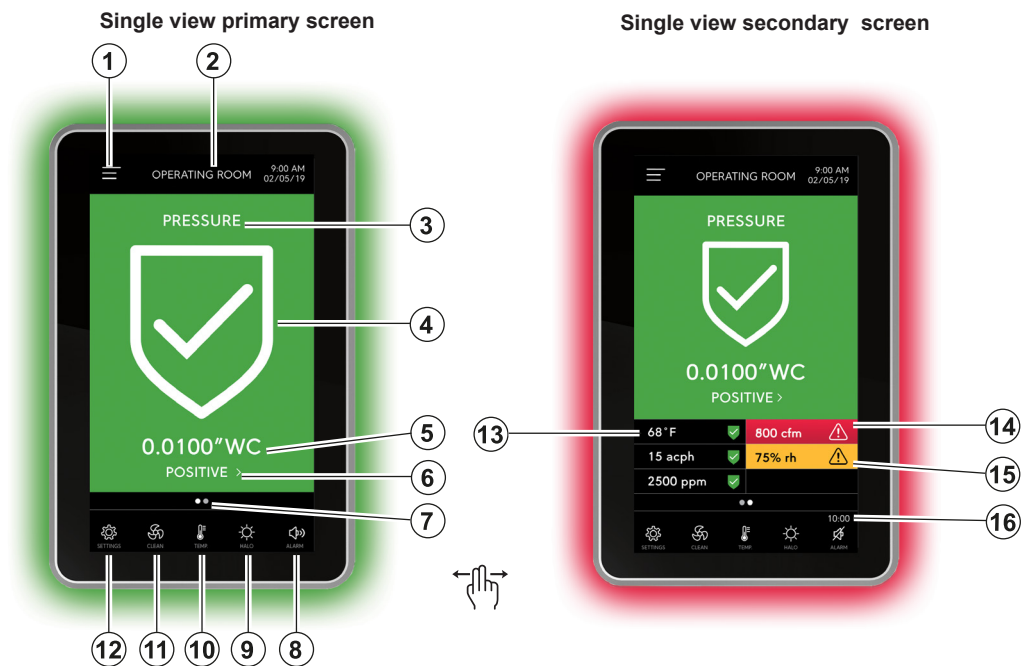 Single view primary screen
1
2
OPERATING ROOM
9:00 AM
02/05/19
PRESSURE
3
4
0.0100"WC
5
POSITIVE >
6
7
SETTINGS
CLEAN
TEMP
HALO
ALARM
12
11
10
9
8
Single view secondary screen
OPERATING ROOM
9:00 AM
02/05/19
PRESSURE
0.0100"WC
POSITIVE >
13
68°F
800 cfm
14
15 acph
75% rh
15
2500 ppm
10:00
16
SETTINGS
CLEAN
TEMP
HALO
ALARM